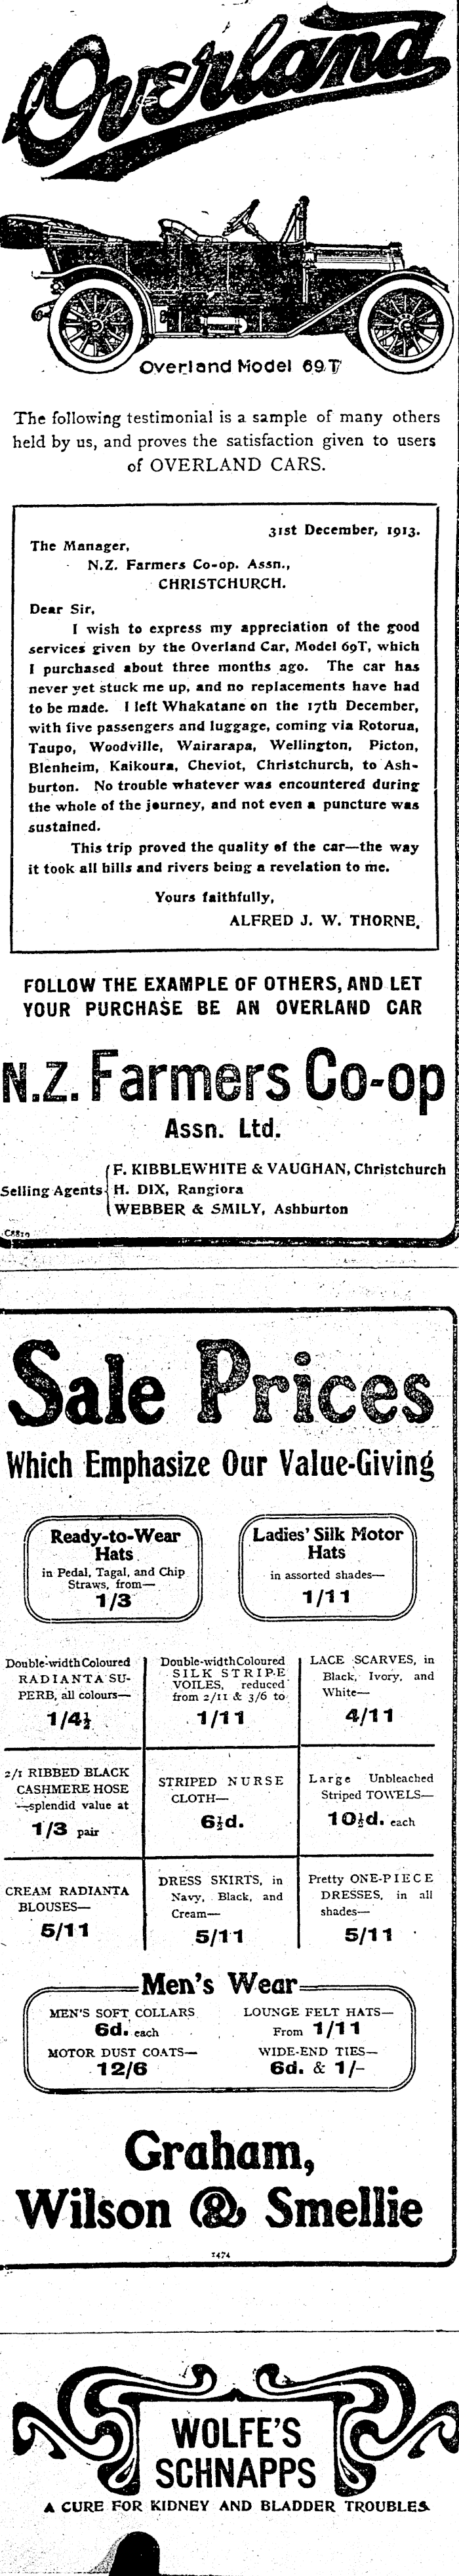 Overland
Overland Model 69T
The following testimonial is a sample of many others
held by us, and proves the satisfaction given to users
of OVERLAND CARS.
31st December, 1913.
The Manager,
N.Z. Farmers Co-op. Assn.,
CHRISTCHURCH.
Dear Sir,
I wish to express my appreciation of the good
services given by the Overland Car, Model 69T, which
I purchased about three months ago. The car has
never yet stuck me up, and no replacements have had
to be made. I left Whakatane on the 17th December,
with five passengers and luggage, coming via Rotorua,
Taupo, Woodville, Wairarapa, Wellington, Picton,
Blenheim, Kaikoura, Cheviot, Christchurch, to Ash-
burton. No trouble whatever was encountered during
the whole of the journey, and not even a puncture was
sustained.
This trip proved the quality of the car—the way
it took all hills and rivers being a revelation to me.
Yours faithfully,
ALFRED J. W. THORNE.
FOLLOW THE EXAMPLE OF OTHERS, AND LET
YOUR PURCHASE BE AN OVERLAND CAR
N.Z. Farmers Co-op
Assn. Ltd.
Selling Agents
F. KIBBLEWHITE & VAUGHAN, Christchurch
H. DIX, Rangiora
WEBBER & SMILY, Ashburton
Sale Prices
Which Emphasize Our Value-Giving
Ready-to-Wear
Hats
in Pedal, Tagal, and Chip
Straws, from—
1/3
Ladies' Silk Motor
Hats
in assorted shades—
1/11
Double-width Coloured
RADIANTA SU-
PERB, all colours—
1/4½
Double-width Coloured
SILK STRIPE
VOILES, reduced
from 2/11 & 3/6 to
1/11
LACE SCARVES, in
Black, Ivory, and
White—
4/11
2/1 RIBBED BLACK
CASHMERE HOSE
—splendid value at
1/3 pair
STRIPED NURSE
CLOTH—
6½d.
Large Unbleached
Striped TOWELS—
10½d. each
CREAM RADIANTA
BLOUSES—
5/11
DRESS SKIRTS, in
Navy, Black, and
Cream—
5/11
Pretty ONE-PIECE
DRESSES, in all
shades—
5/11
Men's Wear
MEN'S SOFT COLLARS
6d. each
MOTOR DUST COATS—
12/6
LOUNGE FELT HATS—
From 1/11
WIDE-END TIES—
6d. & 1/-
Graham,
Wilson & Smellie
1474
WOLFE'S
SCHNAPPS
A CURE FOR KIDNEY AND BLADDER TROUBLES